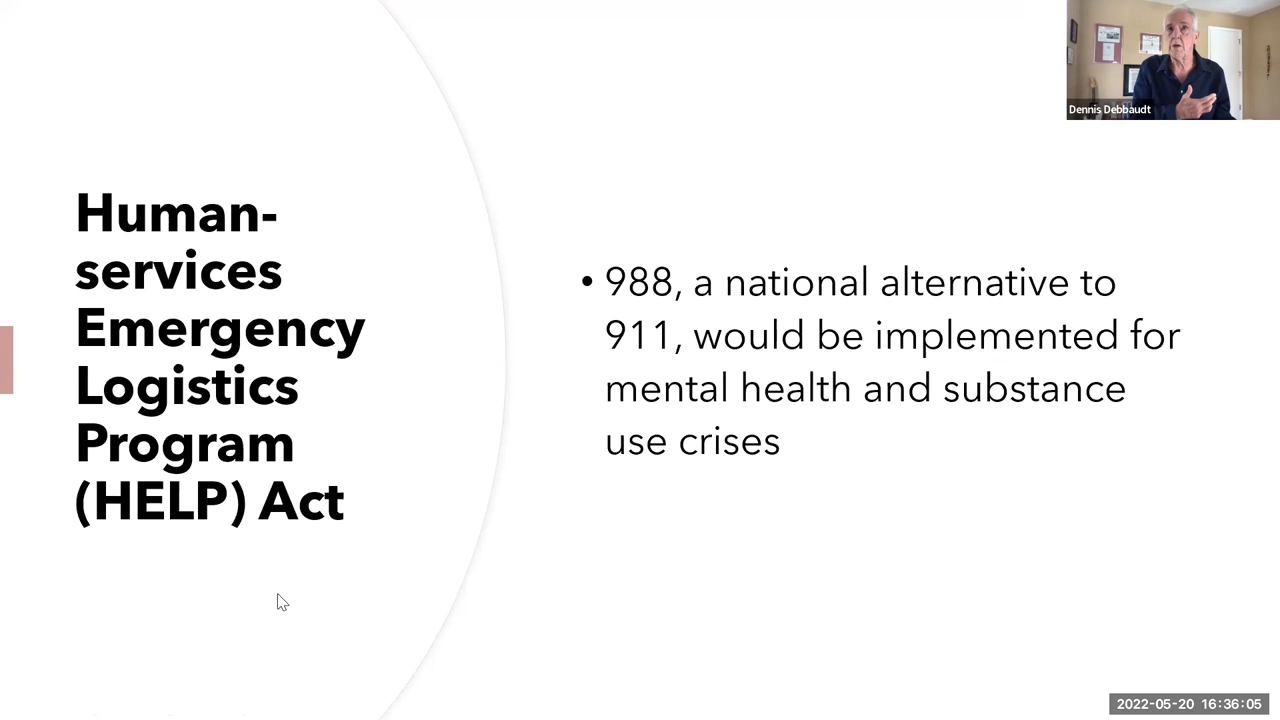 Human-
services
Emergency
Logistics
Program
(HELP) Act
• 988, a national alternative to
911, would be implemented for
mental health and substance
use crises
Dennis Debbaudt
2022-05-20 16:36:05